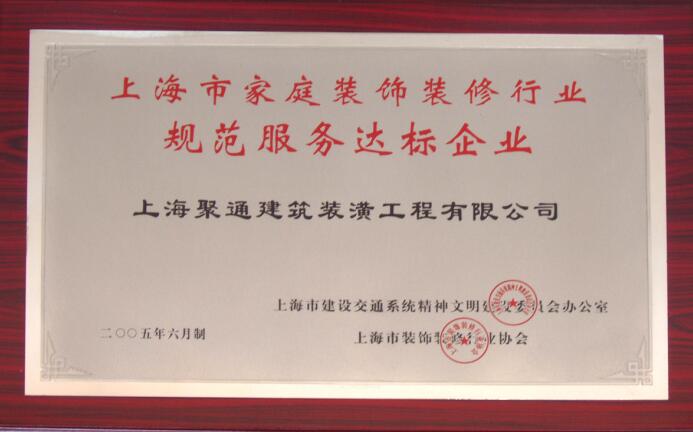 上海市家庭装饰装修行业
规范服务达标企业
上海聚通建筑装潢工程有限公司
上海市建设交通系统精神文明建设委员会办公室
二〇〇五年六月制
上海市装饰装修行业协会